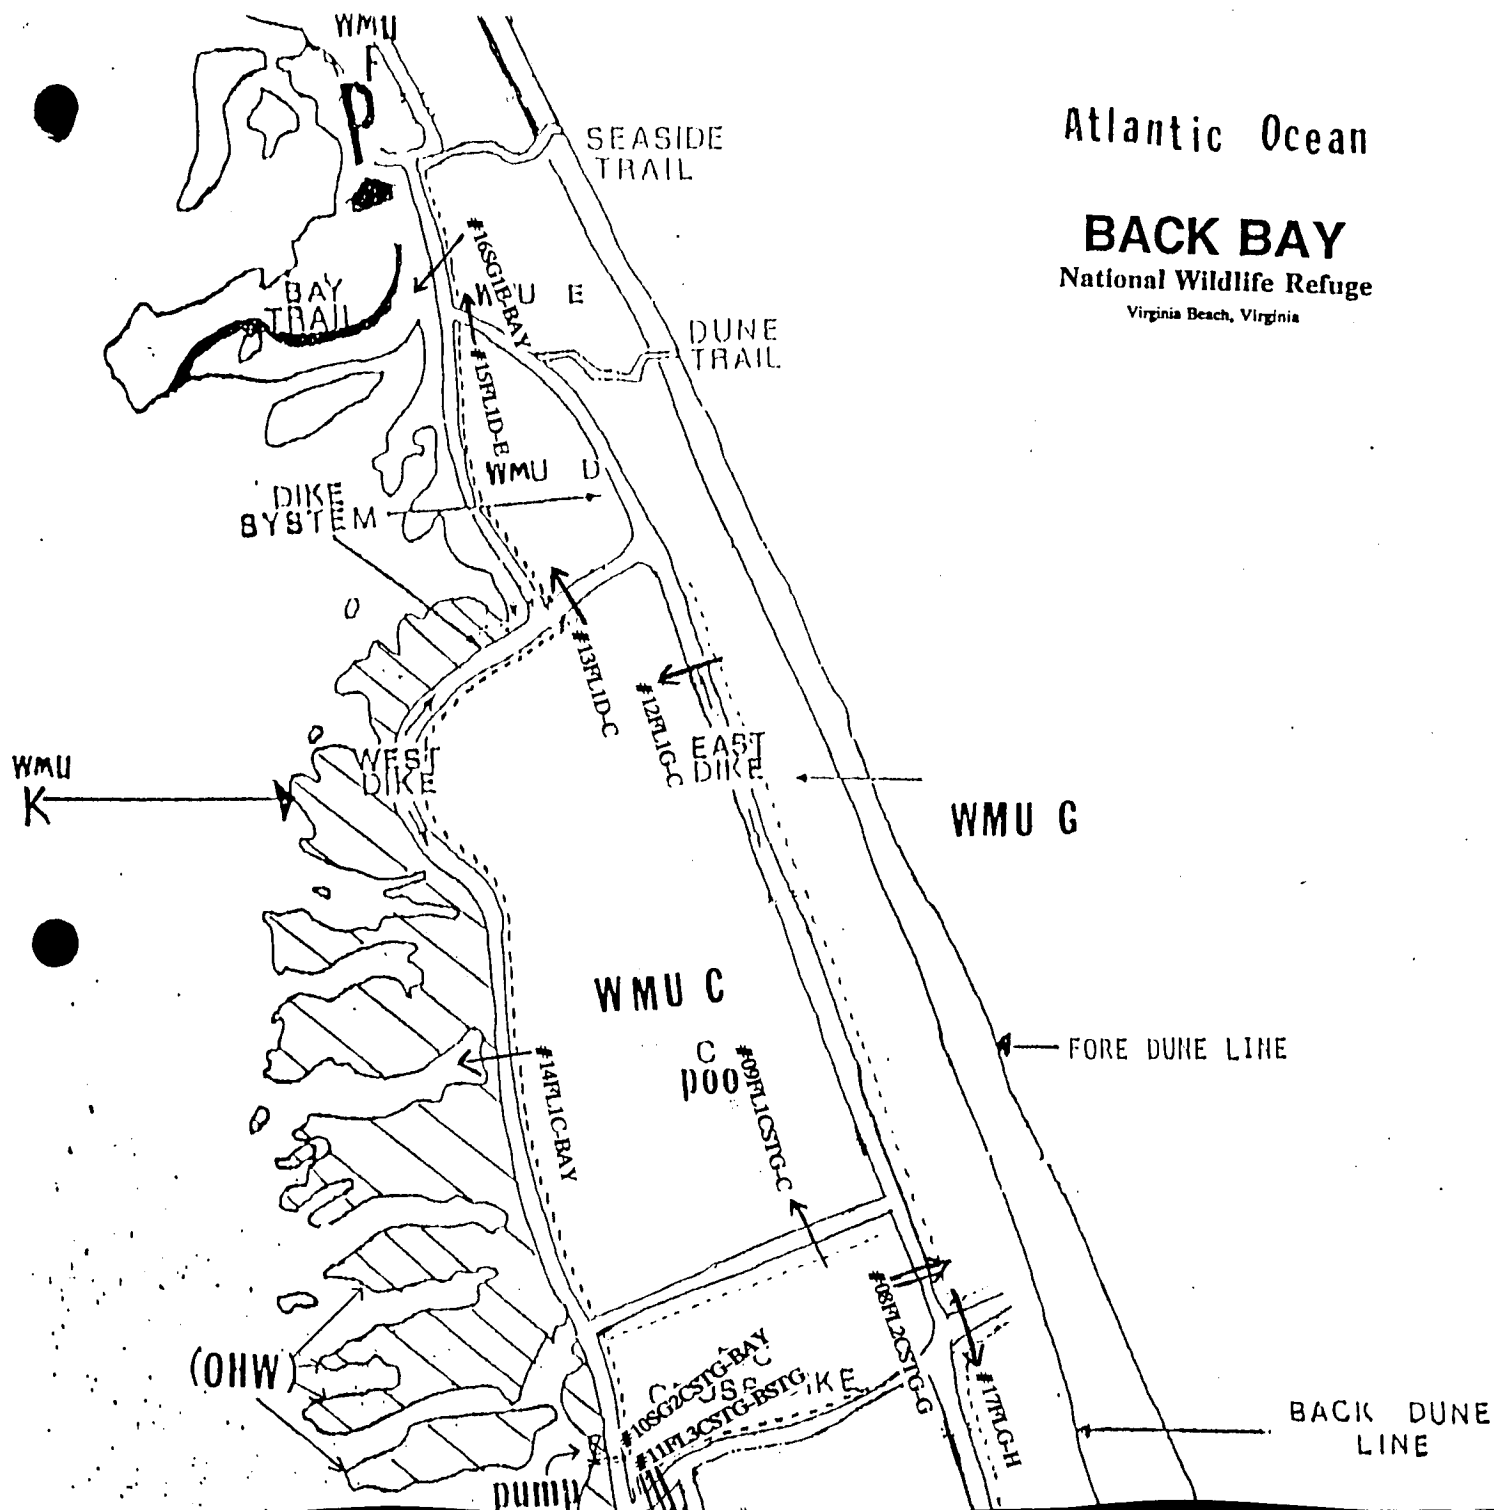 WMU
F
P
SEASIDE
TRAIL
Atlantic Ocean
BACK BAY
National Wildlife Refuge
Virginia Beach, Virginia
#16SG1E-BAY
BAY
TRAIL
WMU E
DUNE
TRAIL
#15FL1D-E
WMU D
DIKE
SYSTEM
#13FL1D-C
#12FL1G-C
WEST
DIKE
EAST
DIKE
WMU
K
WMU G
WMU C
C
poo
#09FL1CSTG-C
FORE DUNE LINE
#14FL1C-BAY
#08FL2CSTG-G
(OHW)
#10SG2CSTG-BAY
#11FL3CSTG-BSTG
#17FLG-H
BACK DUNE
LINE
pump